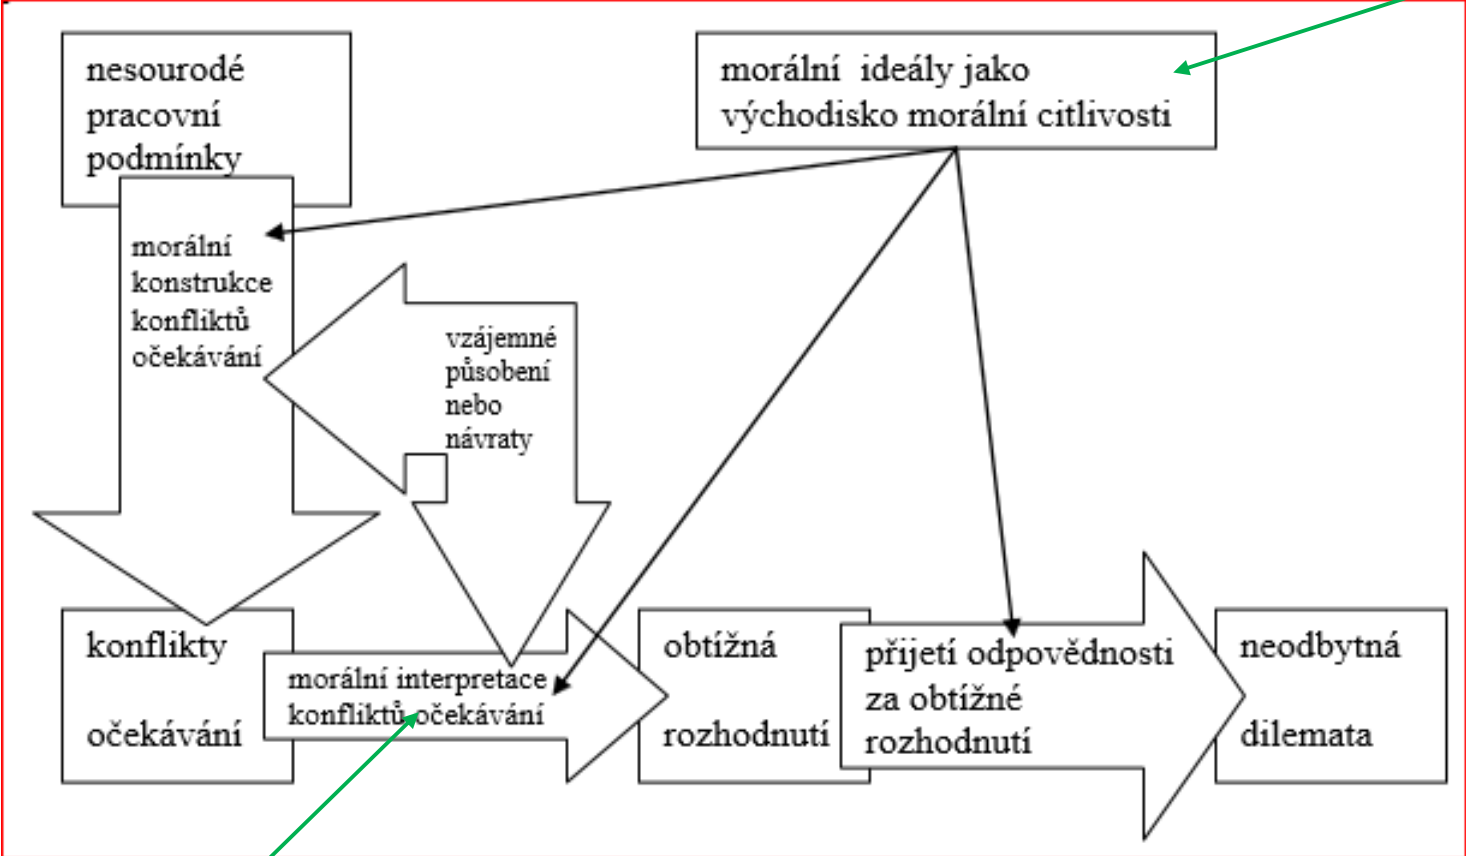 nesourodé
pracovní
podmínky
morální ideály jako
východisko morální citlivosti
morální
konstrukce
konfliktů
očekávání
vzájemné
působení
nebo
návraty
konflikty
očekávání
morální interpretace
konfliktů očekávání
obtížná
rozhodnutí
přijetí odpovědnosti
za obtížné
rozhodnutí
neodbytná
dilemata